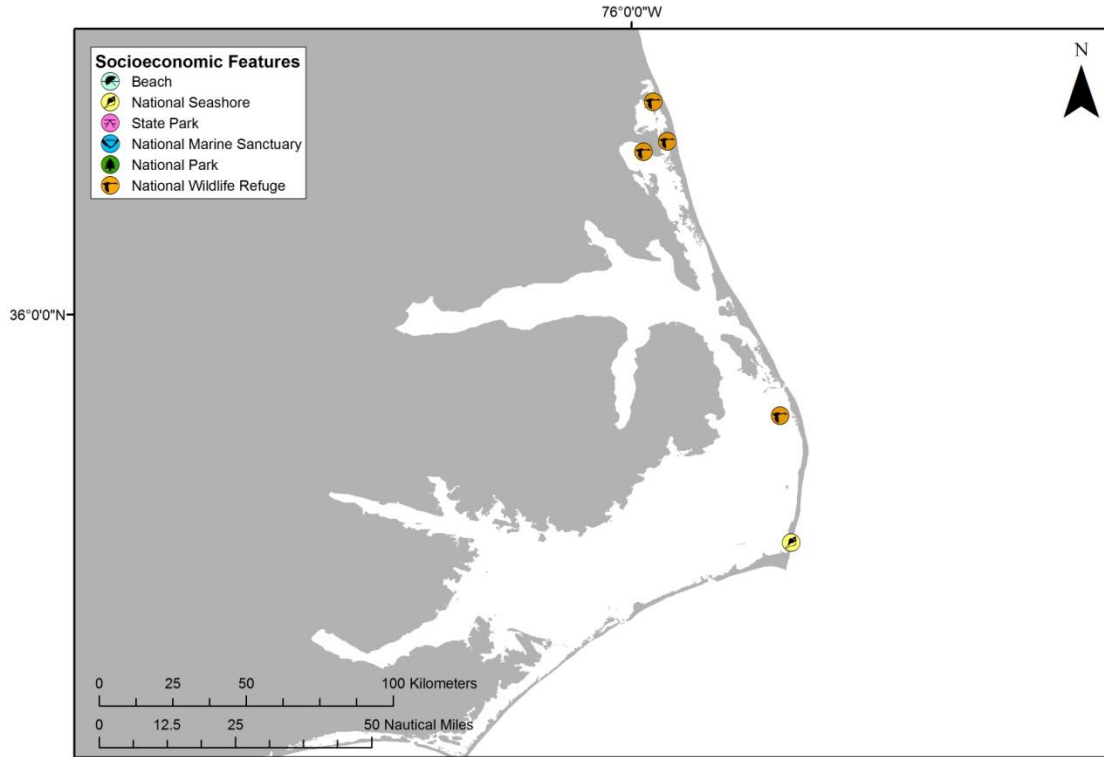 76°0'0"W
Socioeconomic Features
Beach
National Seashore
State Park
National Marine Sanctuary
National Park
National Wildlife Refuge
N
36°0'0"N
0 25 50 100 Kilometers
0 12.5 25 50 Nautical Miles